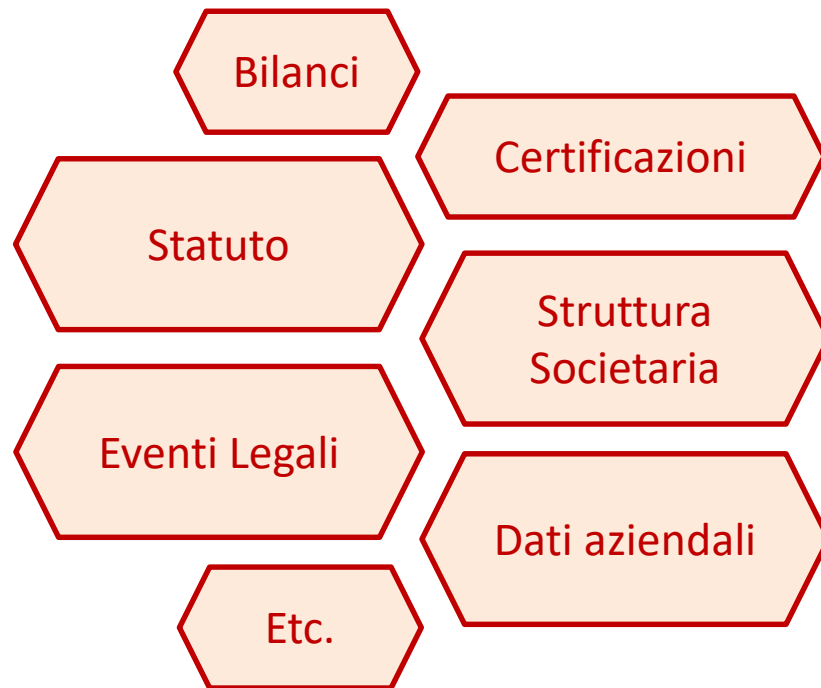 Bilanci
Certificazioni
Statuto
Struttura
Societaria
Eventi Legali
Dati aziendali
Etc.